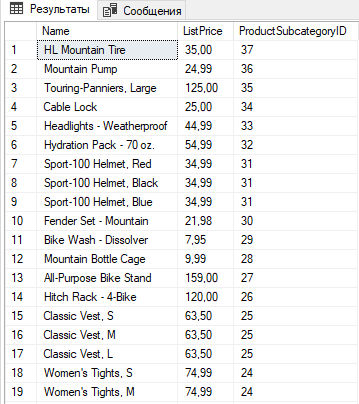 Результаты Сообщения
Name ListPrice ProductSubcategoryID
1 HL Mountain Tire 35,00 37
2 Mountain Pump 24,99 36
3 Touring-Panniers, Large 125,00 35
4 Cable Lock 25,00 34
5 Headlights - Weatherproof 44,99 33
6 Hydration Pack - 70 oz. 54,99 32
7 Sport-100 Helmet, Red 34,99 31
8 Sport-100 Helmet, Black 34,99 31
9 Sport-100 Helmet, Blue 34,99 31
10 Fender Set - Mountain 21,98 30
11 Bike Wash - Dissolver 7,95 29
12 Mountain Bottle Cage 9,99 28
13 All-Purpose Bike Stand 159,00 27
14 Hitch Rack - 4-Bike 120,00 26
15 Classic Vest, S 63,50 25
16 Classic Vest, M 63,50 25
17 Classic Vest, L 63,50 25
18 Women's Tights, S 74,99 24
19 Women's Tights, M 74,99 24